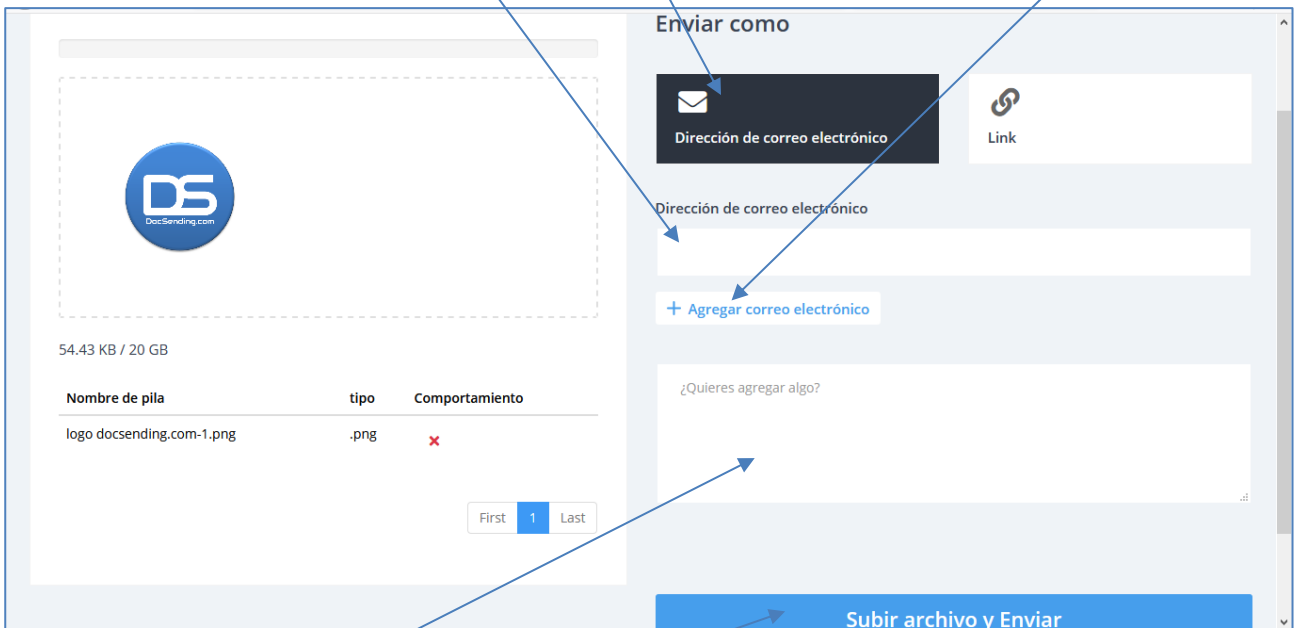 DS
DocSending.com
54.43 KB / 20 GB
Nombre de pila tipo Comportamiento
logo docsending.com-1.png .png
First 1 Last
Enviar como
Dirección de correo electrónico
Link
Dirección de correo electrónico
+ Agregar correo electrónico
¿Quieres agregar algo?
Subir archivo y Enviar